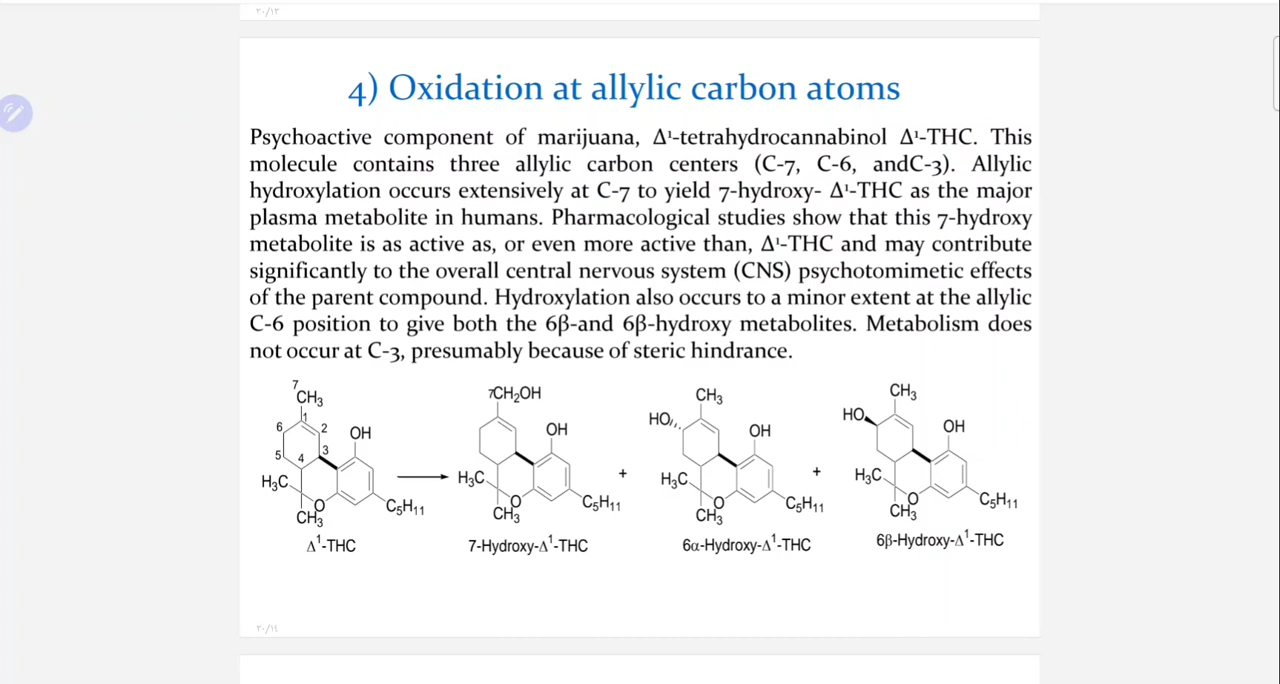 ٢٠/١٣
4) Oxidation at allylic carbon atoms
Psychoactive component of marijuana, Δ¹-tetrahydrocannabinol Δ¹-THC. This
molecule contains three allylic carbon centers (C-7, C-6, andC-3). Allylic
hydroxylation occurs extensively at C-7 to yield 7-hydroxy- Δ¹-THC as the major
plasma metabolite in humans. Pharmacological studies show that this 7-hydroxy
metabolite is as active as, or even more active than, Δ¹-THC and may contribute
significantly to the overall central nervous system (CNS) psychotomimetic effects
of the parent compound. Hydroxylation also occurs to a minor extent at the allylic
C-6 position to give both the 6β-and 6β-hydroxy metabolites. Metabolism does
not occur at C-3, presumably because of steric hindrance.
7
CH₃
1
6
2
OH
5
4
3
H₃C
O
CH₃
C₅H₁₁
Δ¹-THC
7CH₂OH
OH
H₃C
O
CH₃
C₅H₁₁
7-Hydroxy-Δ¹-THC
+
CH₃
HO
OH
H₃C
O
CH₃
C₅H₁₁
6α-Hydroxy-Δ¹-THC
+
CH₃
HO
OH
H₃C
O
CH₃
C₅H₁₁
6β-Hydroxy-Δ¹-THC
٢٠/١٤